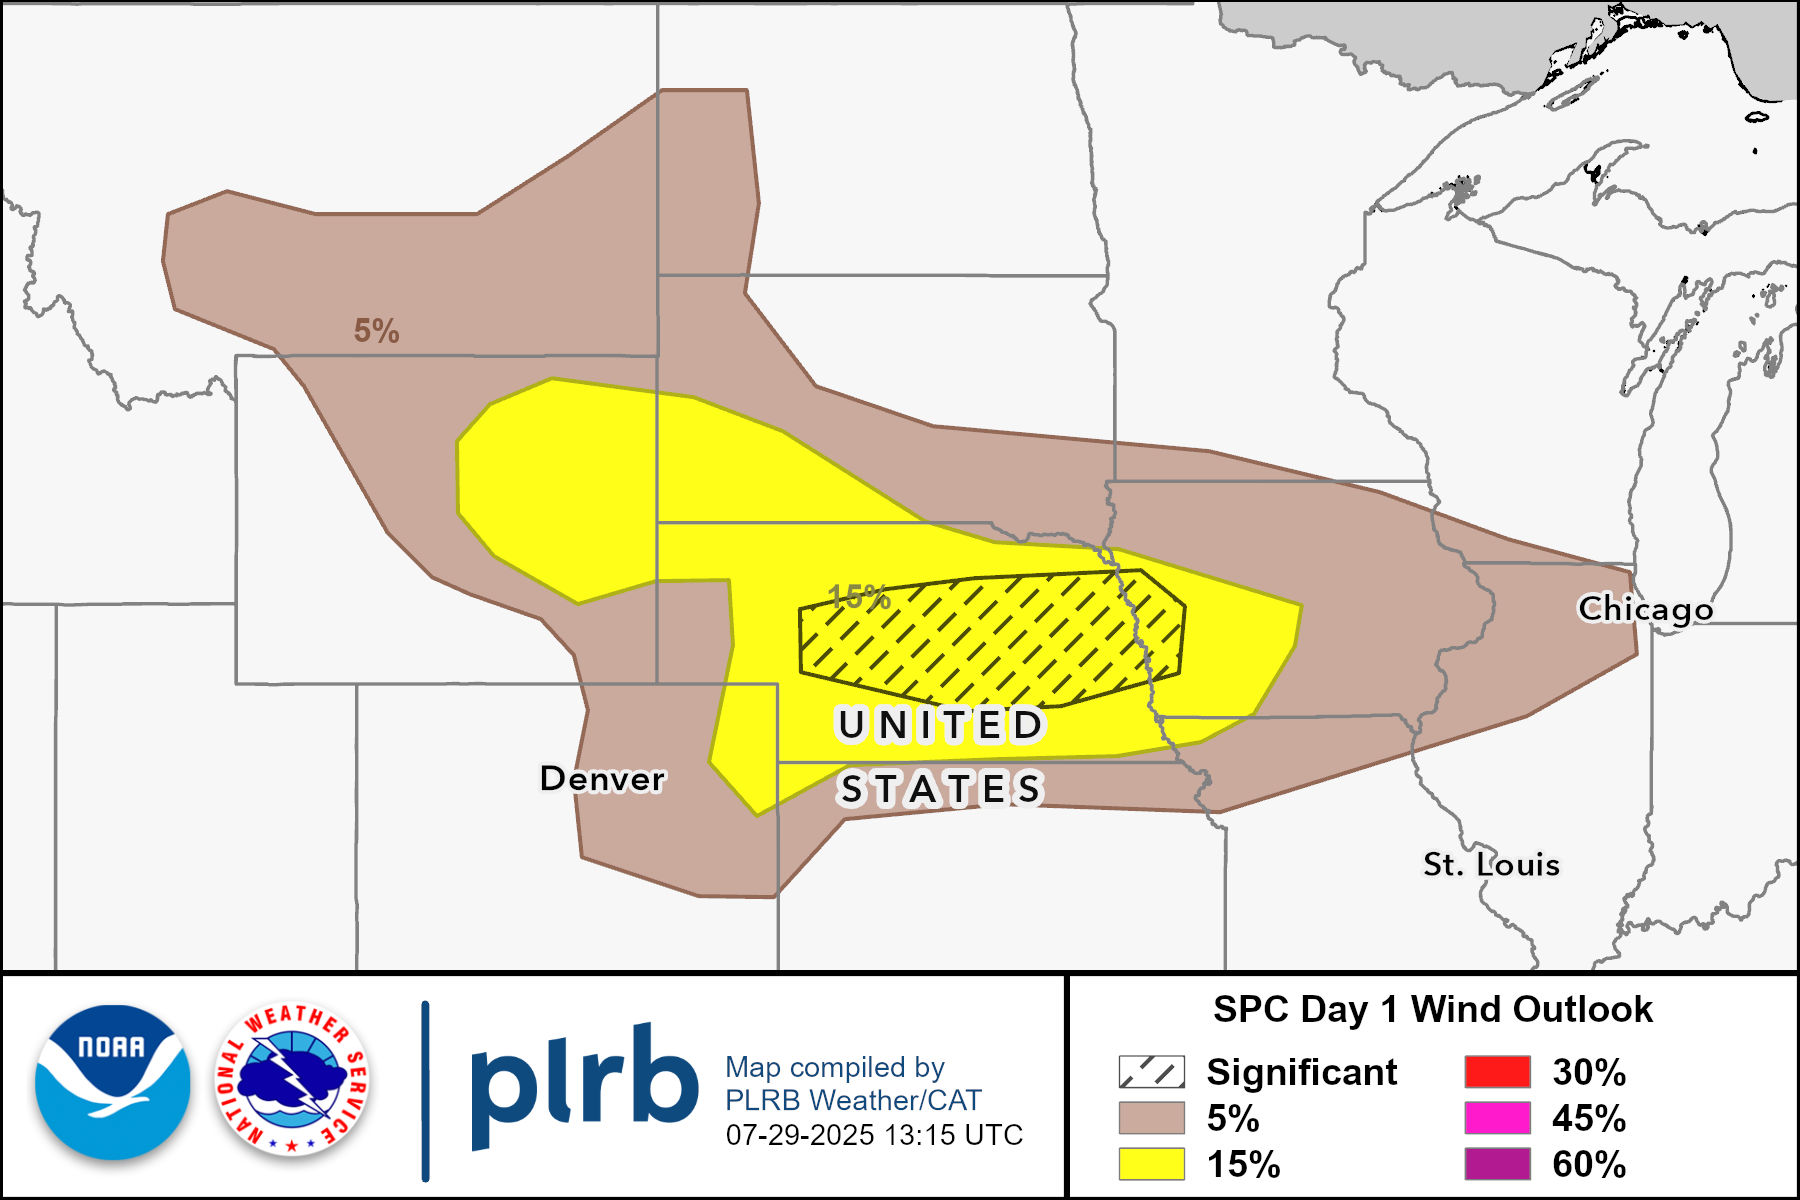 5%
15%
Chicago
UNITED
STATES
Denver
St. Louis
NOAA
NATIONAL WEATHER SERVICE
plrb
Map compiled by
PLRB Weather/CAT
07-29-2025 13:15 UTC
SPC Day 1 Wind Outlook
Significant
5%
15%
30%
45%
60%